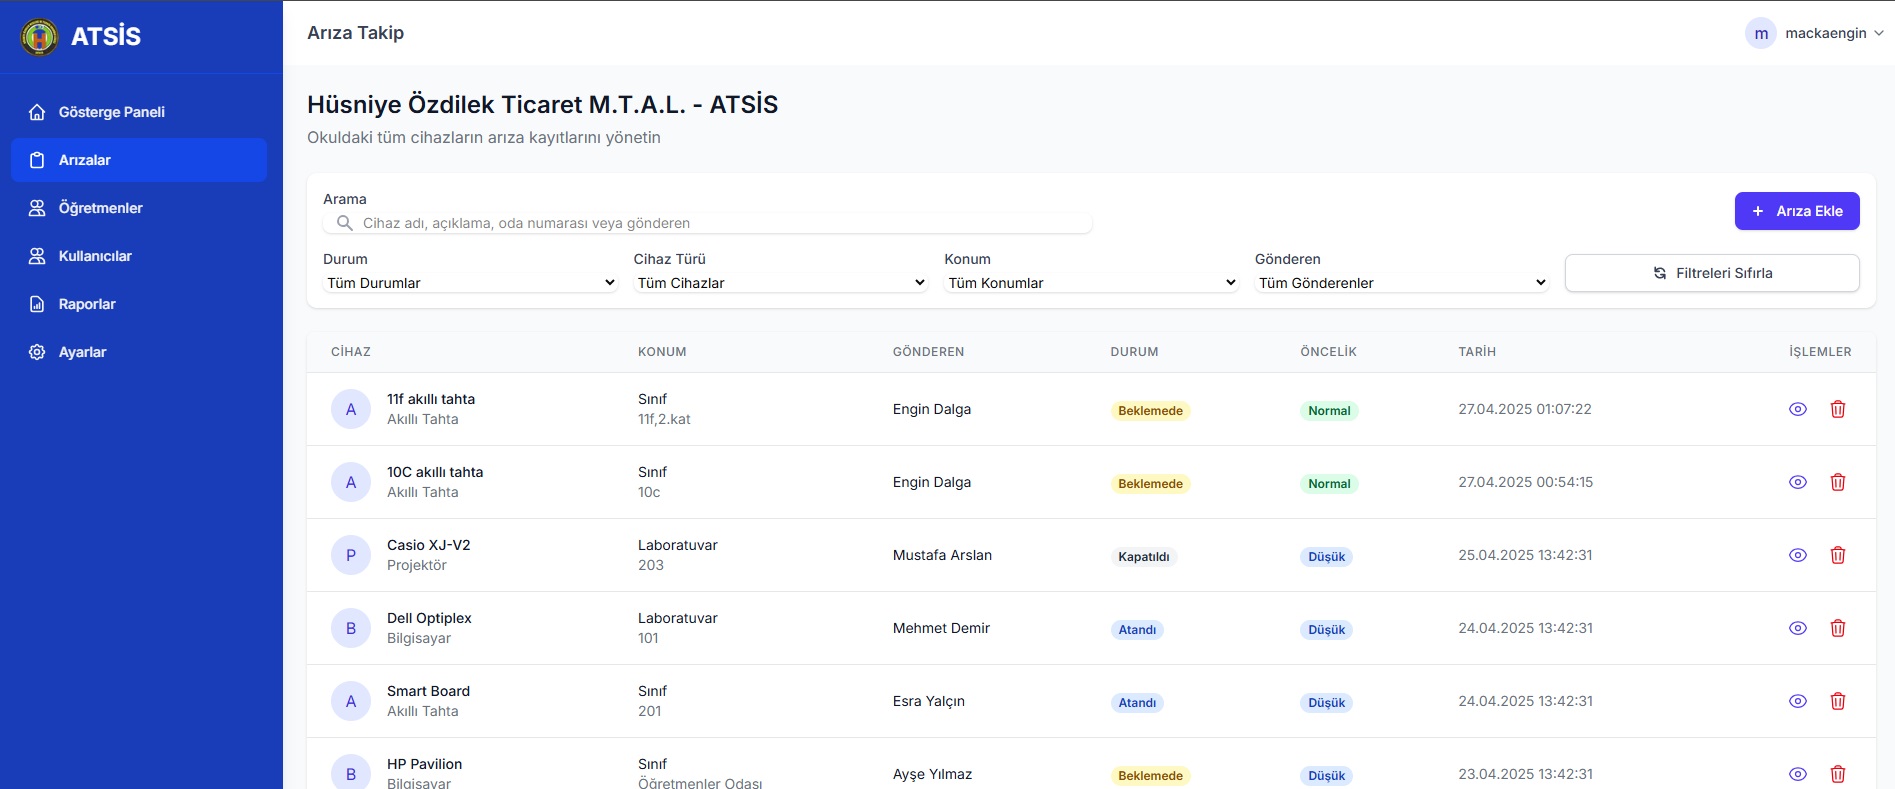 ATSİS
Arıza Takip
m mackaengin
Gösterge Paneli
Arızalar
Öğretmenler
Kullanıcılar
Raporlar
Ayarlar
Hüsniye Özdilek Ticaret M.T.A.L. - ATSİS
Okuldaki tüm cihazların arıza kayıtlarını yönetin
Arama
Cihaz adı, açıklama, oda numarası veya gönderen
+ Arıza Ekle
Durum Cihaz Türü Konum Gönderen
Tüm Durumlar Tüm Cihazlar Tüm Konumlar Tüm Gönderenler
Filtreleri Sıfırla
CİHAZ KONUM GÖNDEREN DURUM ÖNCELİK TARİH İŞLEMLER
A 11f akıllı tahta Sınıf Engin Dalga Beklemede Normal 27.04.2025 01:07:22
Akıllı Tahta 11f,2.kat
A 10C akıllı tahta Sınıf Engin Dalga Beklemede Normal 27.04.2025 00:54:15
Akıllı Tahta 10c
P Casio XJ-V2 Laboratuvar Mustafa Arslan Kapatıldı Düşük 25.04.2025 13:42:31
Projektör 203
B Dell Optiplex Laboratuvar Mehmet Demir Atandı Düşük 24.04.2025 13:42:31
Bilgisayar 101
A Smart Board Sınıf Esra Yalçın Atandı Düşük 24.04.2025 13:42:31
Akıllı Tahta 201
B HP Pavilion Sınıf Ayşe Yılmaz Beklemede Düşük 23.04.2025 13:42:31
Bilgisayar Öğretmenler Odası